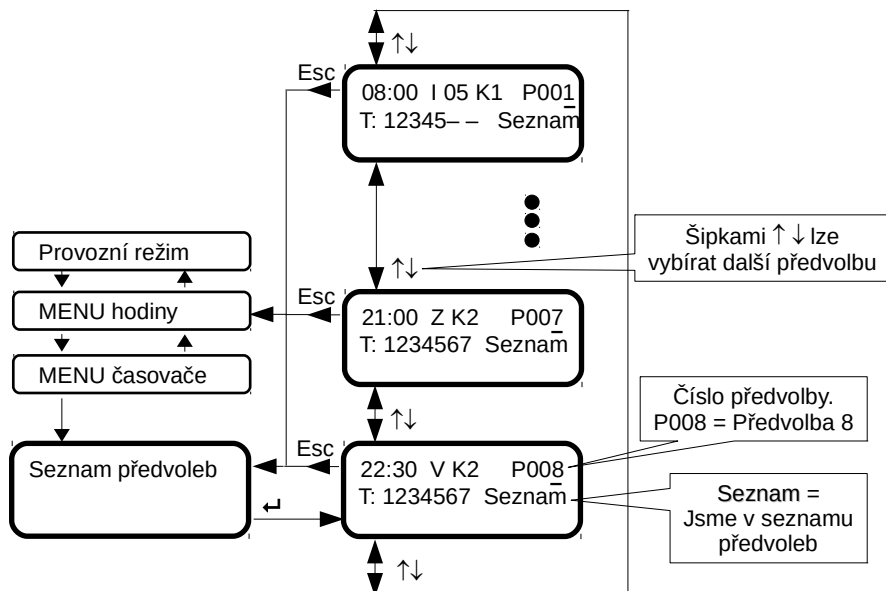 ↑↓
Esc
08:00 I 05 K1 P001
T: 12345– – Seznam
Šipkami ↑ ↓ lze
vybírat další předvolbu
↑↓
Provozní režim
MENU hodiny
MENU časovače
Seznam předvoleb
Esc
21:00 Z K2 P007
T: 1234567 Seznam
↑↓
Číslo předvolby.
P008 = Předvolba 8
Esc
22:30 V K2 P008
T: 1234567 Seznam
Seznam =
Jsme v seznamu
předvoleb
↑↓